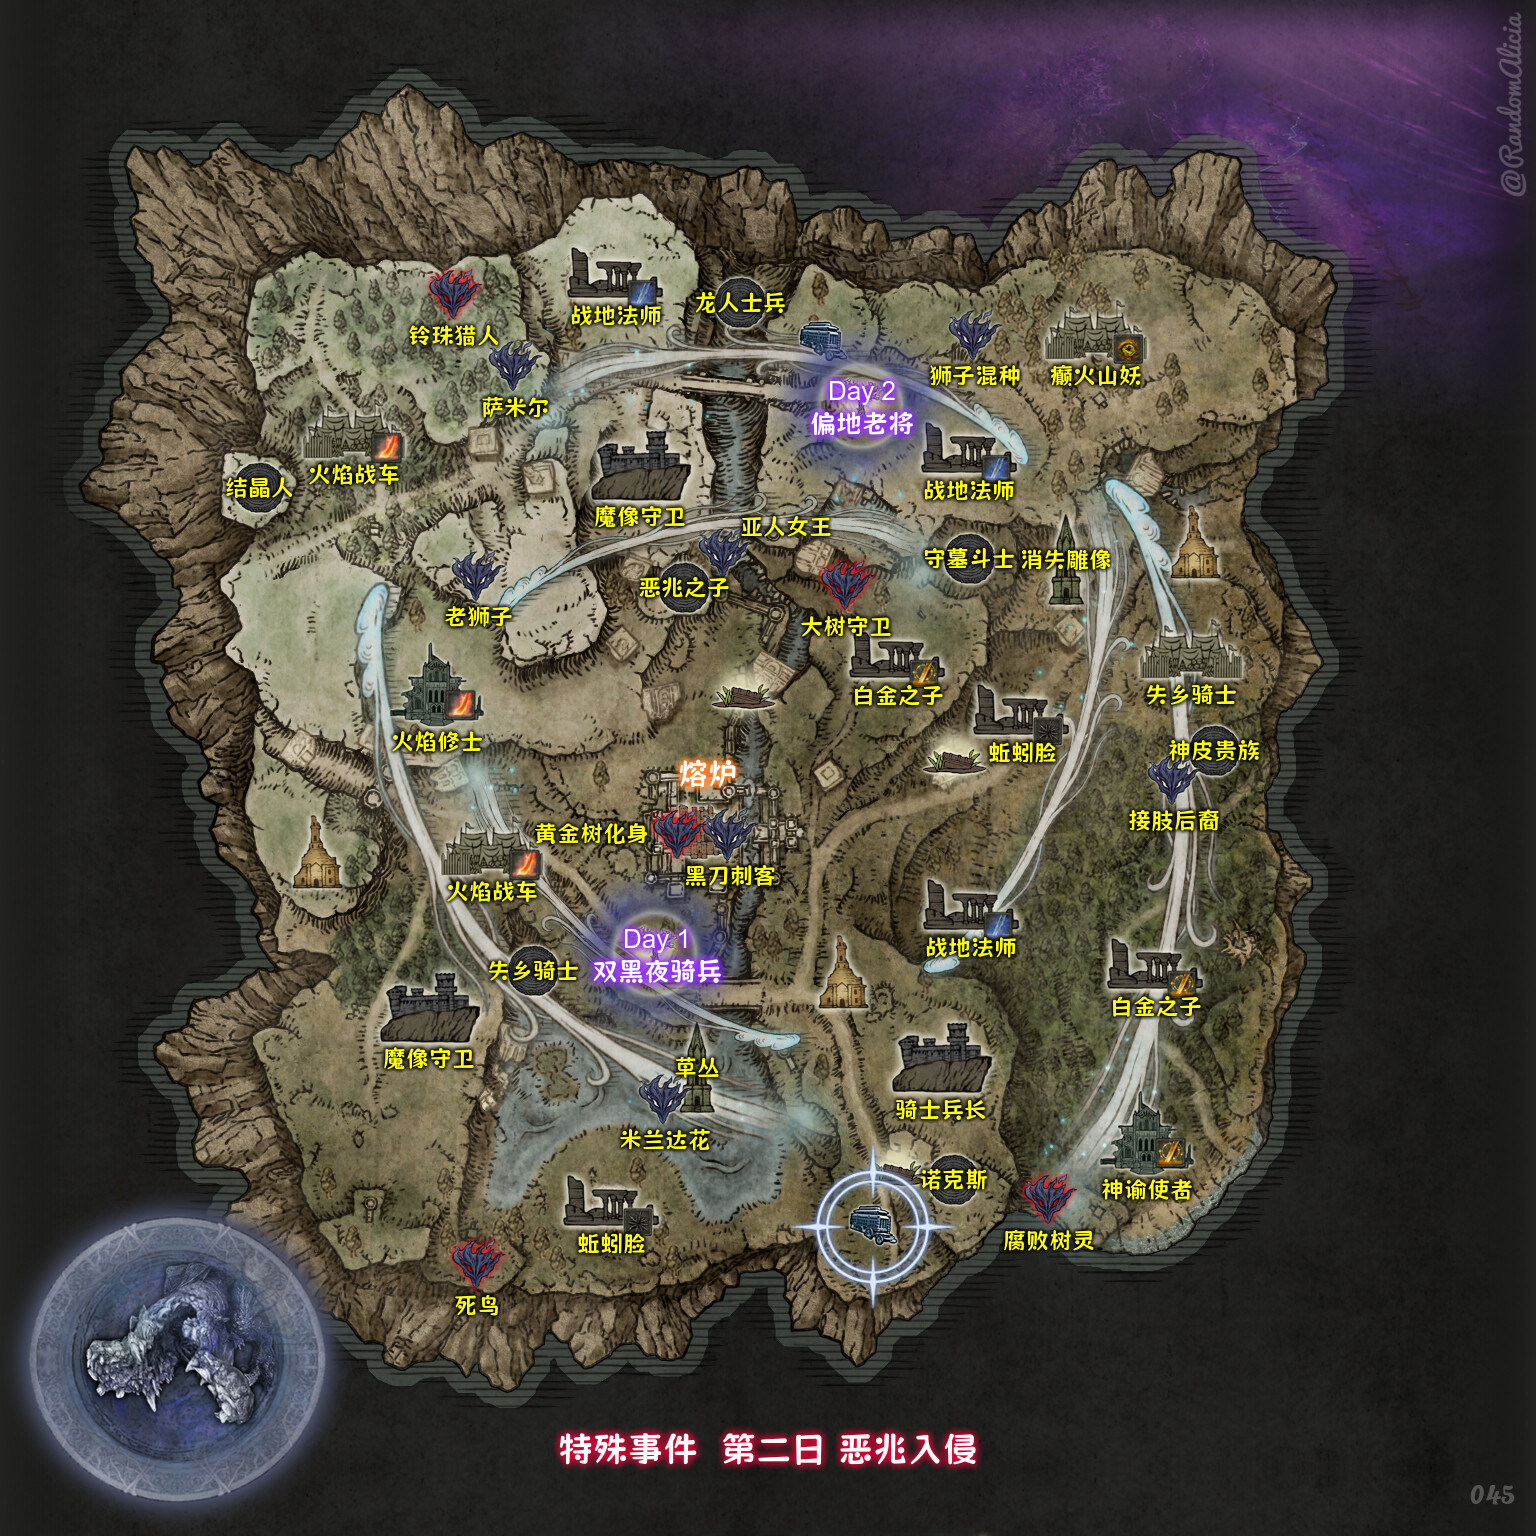 @RandomAlicia
铃珠猎人
战地法师
龙人士兵
萨米尔
狮子混种
癫火山妖
Day 2
偏地老将
火焰战车
结晶人
魔像守卫
战地法师
亚人女王
恶兆之子
守墓斗士
消失雕像
老狮子
大树守卫
白金之子
失乡骑士
火焰修士
蚯蚓脸
神皮贵族
熔炉
接肢后裔
黄金树化身
黑刀刺客
火焰战车
Day 1
双黑夜骑兵
失乡骑士
战地法师
白金之子
魔像守卫
草丛
骑士兵长
米兰达花
诺克斯
神谕使者
蚯蚓脸
腐败树灵
死鸟
特殊事件 第二日 恶兆入侵
045